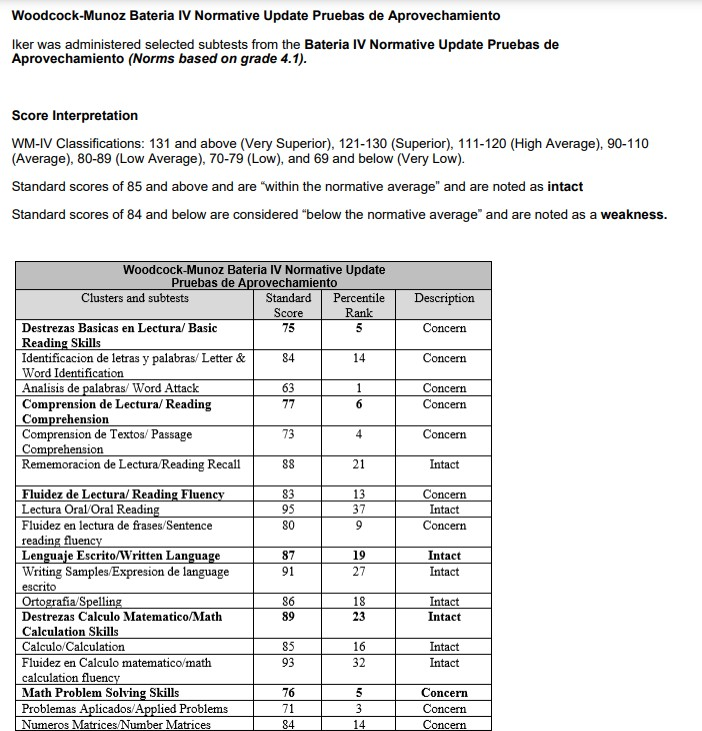 Woodcock-Munoz Bateria IV Normative Update Pruebas de Aprovechamiento
Iker was administered selected subtests from the Bateria IV Normative Update Pruebas de
Aprovechamiento (Norms based on grade 4.1).
Score Interpretation
WM-IV Classifications: 131 and above (Very Superior), 121-130 (Superior), 111-120 (High Average), 90-110
(Average), 80-89 (Low Average), 70-79 (Low), and 69 and below (Very Low).
Standard scores of 85 and above and are “within the normative average” and are noted as intact
Standard scores of 84 and below are considered “below the normative average” and are noted as a weakness.
Woodcock-Munoz Bateria IV Normative Update
Pruebas de Aprovechamiento
Clusters and subtests Standard Percentile Description
Score Rank
Destrezas Basicas en Lectura/ Basic 75 5 Concern
Reading Skills
Identificacion de letras y palabras/ Letter & 84 14 Concern
Word Identification
Analisis de palabras/ Word Attack 63 1 Concern
Comprension de Lectura/ Reading 77 6 Concern
Comprehension
Comprension de Textos/ Passage 73 4 Concern
Comprehension
Rememoracion de Lectura/Reading Recall 88 21 Intact
Fluidez de Lectura/ Reading Fluency 83 13 Concern
Lectura Oral/Oral Reading 95 37 Intact
Fluidez en lectura de frases/Sentence 80 9 Concern
reading fluency
Lenguaje Escrito/Written Language 87 19 Intact
Writing Samples/Expresion de language 91 27 Intact
escrito
Ortografia/Spelling 86 18 Intact
Destrezas Calculo Matematico/Math 89 23 Intact
Calculation Skills
Calculo/Calculation 85 16 Intact
Fluidez en Calculo matematico/math 93 32 Intact
calculation fluency
Math Problem Solving Skills 76 5 Concern
Problemas Aplicados/Applied Problems 71 3 Concern
Numeros Matrices/Number Matrices 84 14 Concern